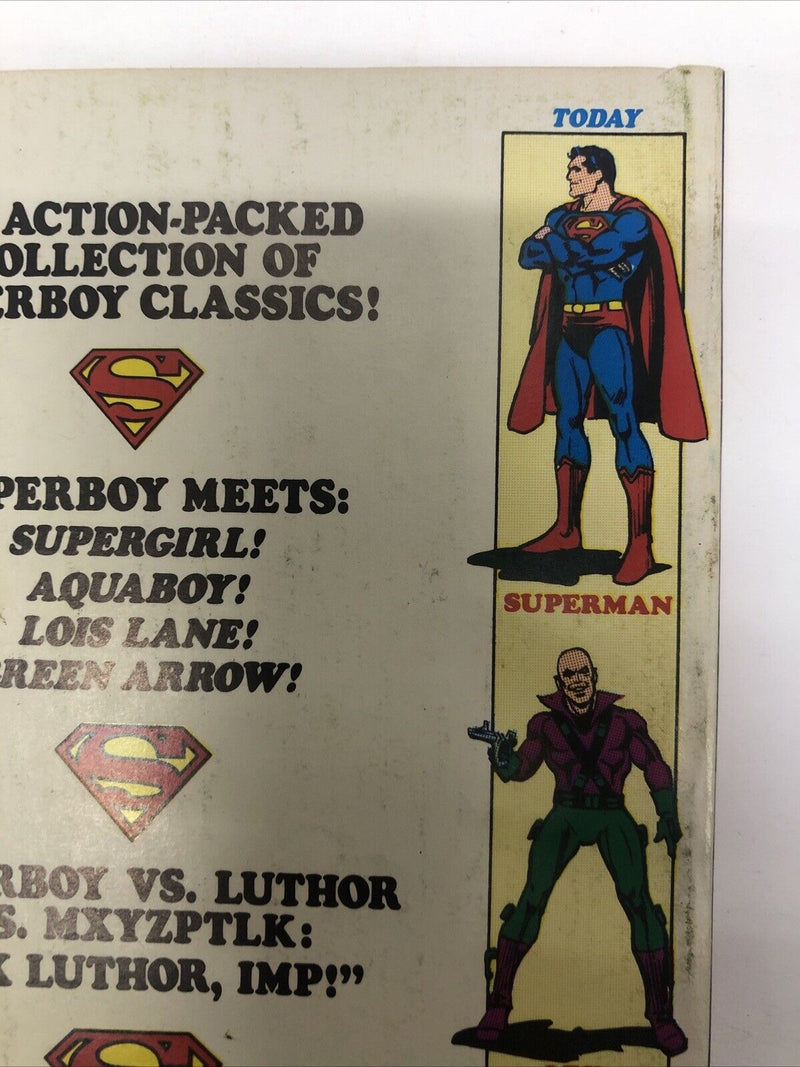 ACTION-PACKED
OLLECTION OF
ERBOY CLASSICS!
S
PERBOY MEETS:
SUPERGIRL!
AQUABOY!
LOIS LANE!
REEN ARROW!
S
RBOY VS. LUTHOR
S. MXYZPTLK:
LUTHOR, IMP!”
TODAY
SUPERMAN